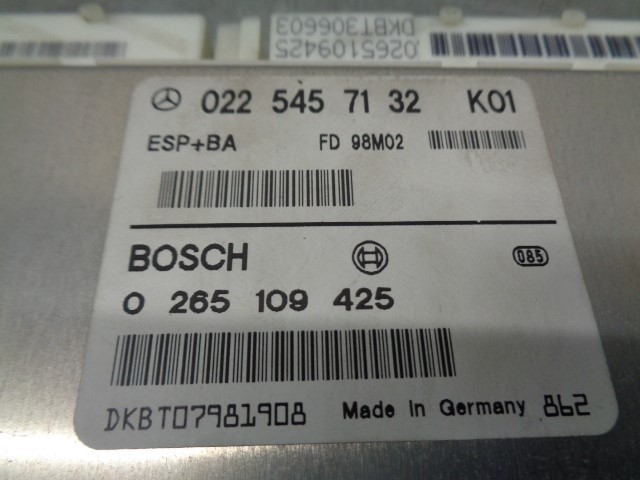 DKBT306603
0265109425
022 545 71 32 K01
ESP+BA FD 98M02
BOSCH 085
0 265 109 425
DKBT07981908 Made in Germany 862